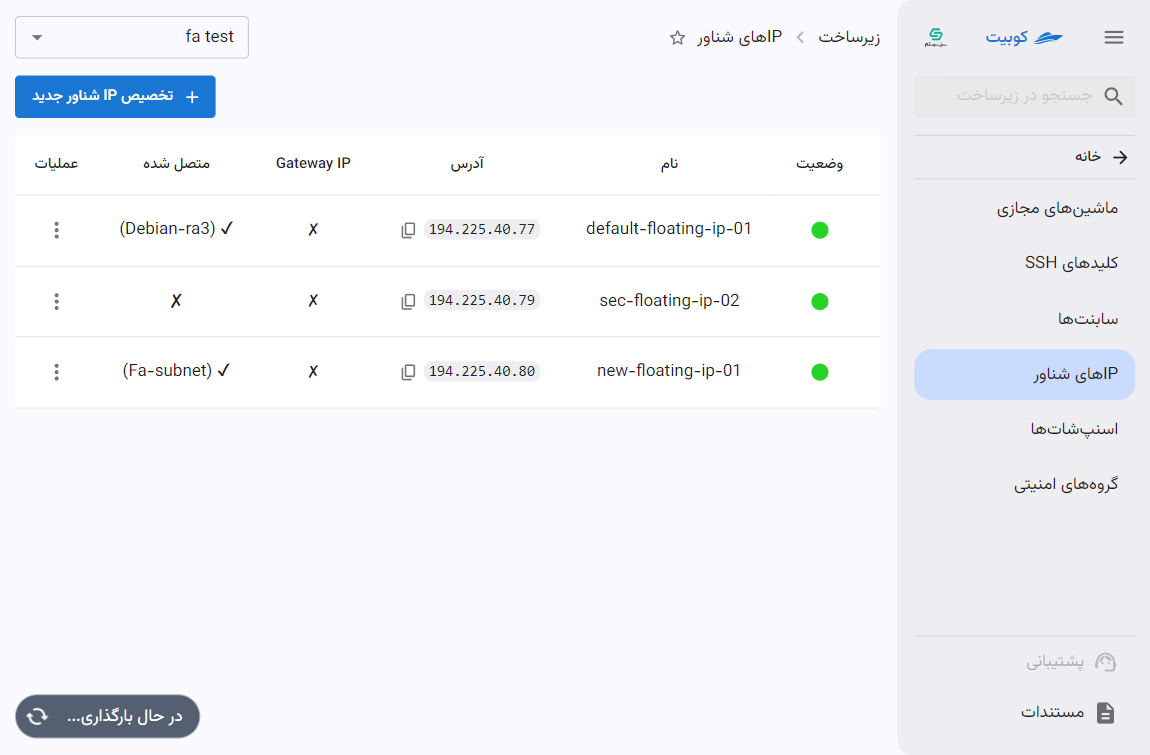 کوبیت
جستجو در زیرساخت
خانه
ماشین‌های مجازی
کلیدهای SSH
سابنت‌ها
IPهای شناور
اسنپ‌شات‌ها
گروه‌های امنیتی
پشتیبانی
مستندات
زیرساخت
IPهای شناور
fa test
تخصیص IP شناور جدید
وضعیت نام آدرس Gateway IP متصل شده عملیات
default-floating-ip-01 194.225.40.77 ✗ ✓ (Debian-ra3)
sec-floating-ip-02 194.225.40.79 ✗ ✗
new-floating-ip-01 194.225.40.80 ✗ ✓ (Fa-subnet)
در حال بارگذاری...